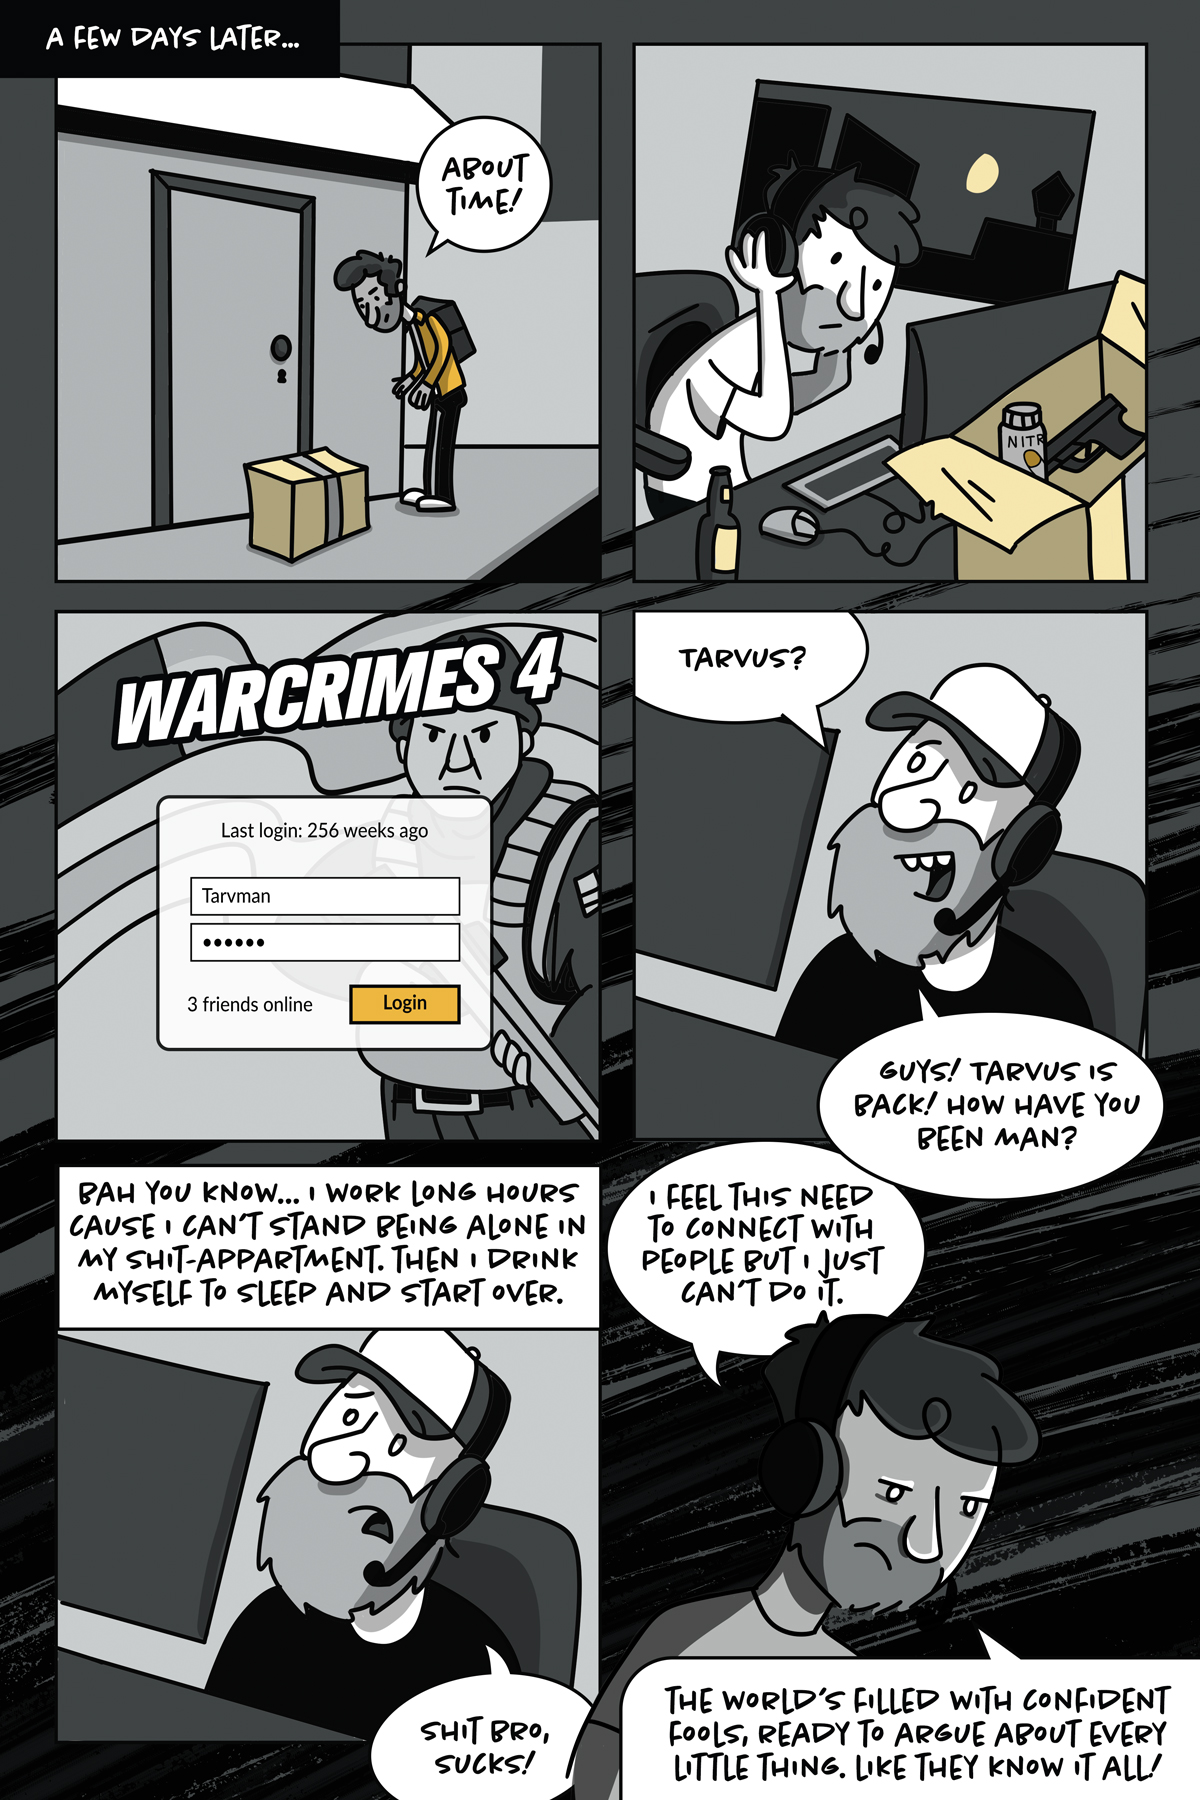 A FEW DAYS LATER...
ABOUT
TIME!
NITR
WARCRIMES 4
Last login: 256 weeks ago
Tarvman
••••••
3 friends online
Login
TARVUS?
GUYS! TARVUS IS
BACK! HOW HAVE YOU
BEEN MAN?
BAH YOU KNOW... I WORK LONG HOURS
CAUSE I CAN'T STAND BEING ALONE IN
MY SHIT-APPARTMENT. THEN I DRINK
MYSELF TO SLEEP AND START OVER.
SHIT BRO,
SUCKS!
I FEEL THIS NEED
TO CONNECT WITH
PEOPLE BUT I JUST
CAN'T DO IT.
THE WORLD'S FILLED WITH CONFIDENT
FOOLS, READY TO ARGUE ABOUT EVERY
LITTLE THING. LIKE THEY KNOW IT ALL!